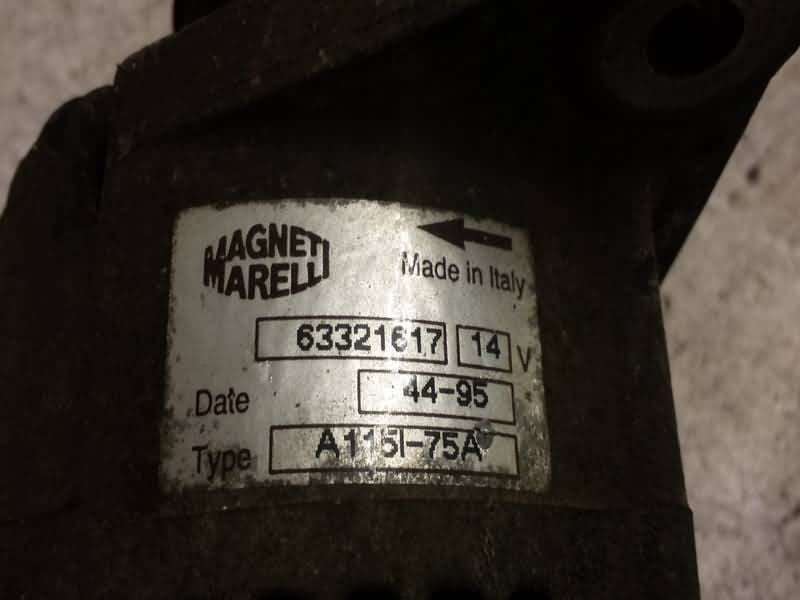 MAGNETI
MARELLI
Made in Italy
63321617 14 V
Date 44-95
Type A115I-75A